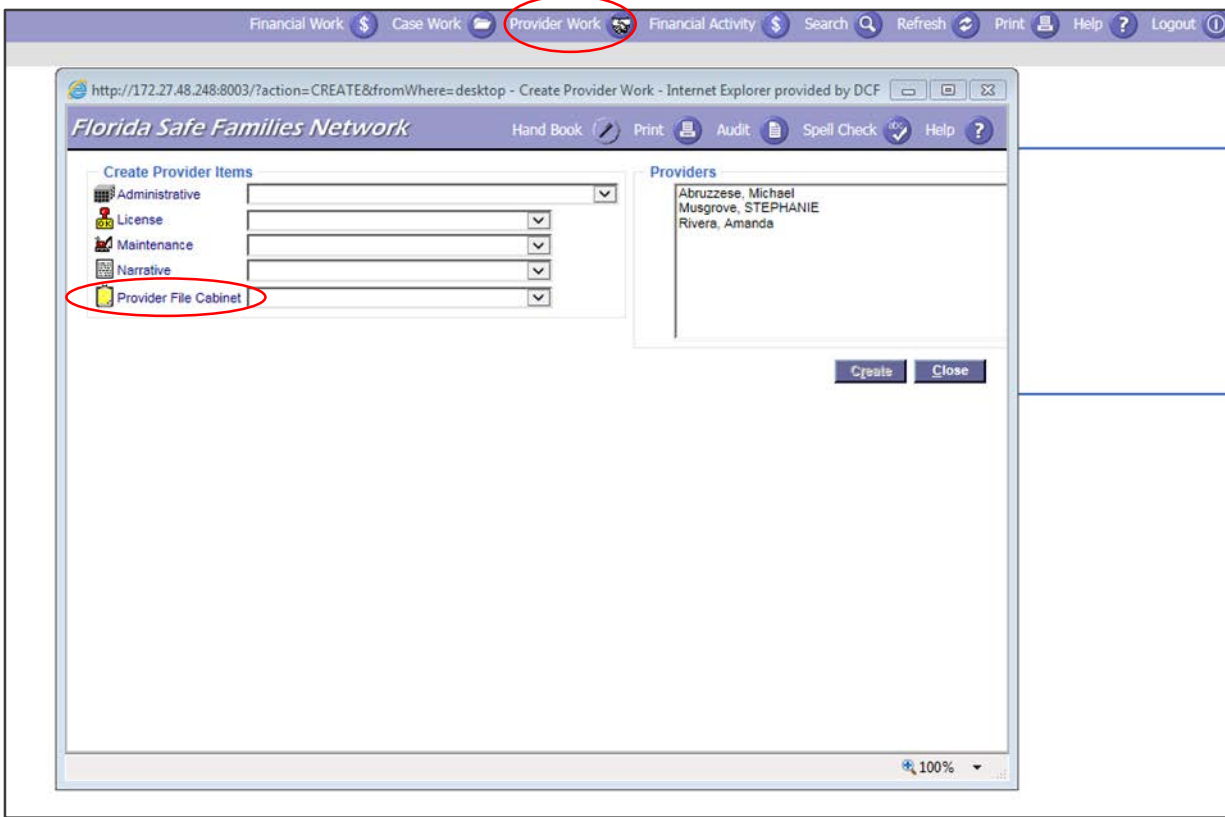 Financial Work $ Case Work Provider Work Financial Activity $ Search Refresh Print Help ? Logout
http://172.27.48.248:8003/?action=CREATE&fromWhere=desktop - Create Provider Work - Internet Explorer provided by DCF
Florida Safe Families Network Hand Book Print Audit Spell Check abc Help ?
Create Provider Items Providers
Administrative
License
OK
Maintenance
Narrative
Provider File Cabinet
Abruzzese, Michael
Musgrove, STEPHANIE
Rivera, Amanda
Create Close
100%